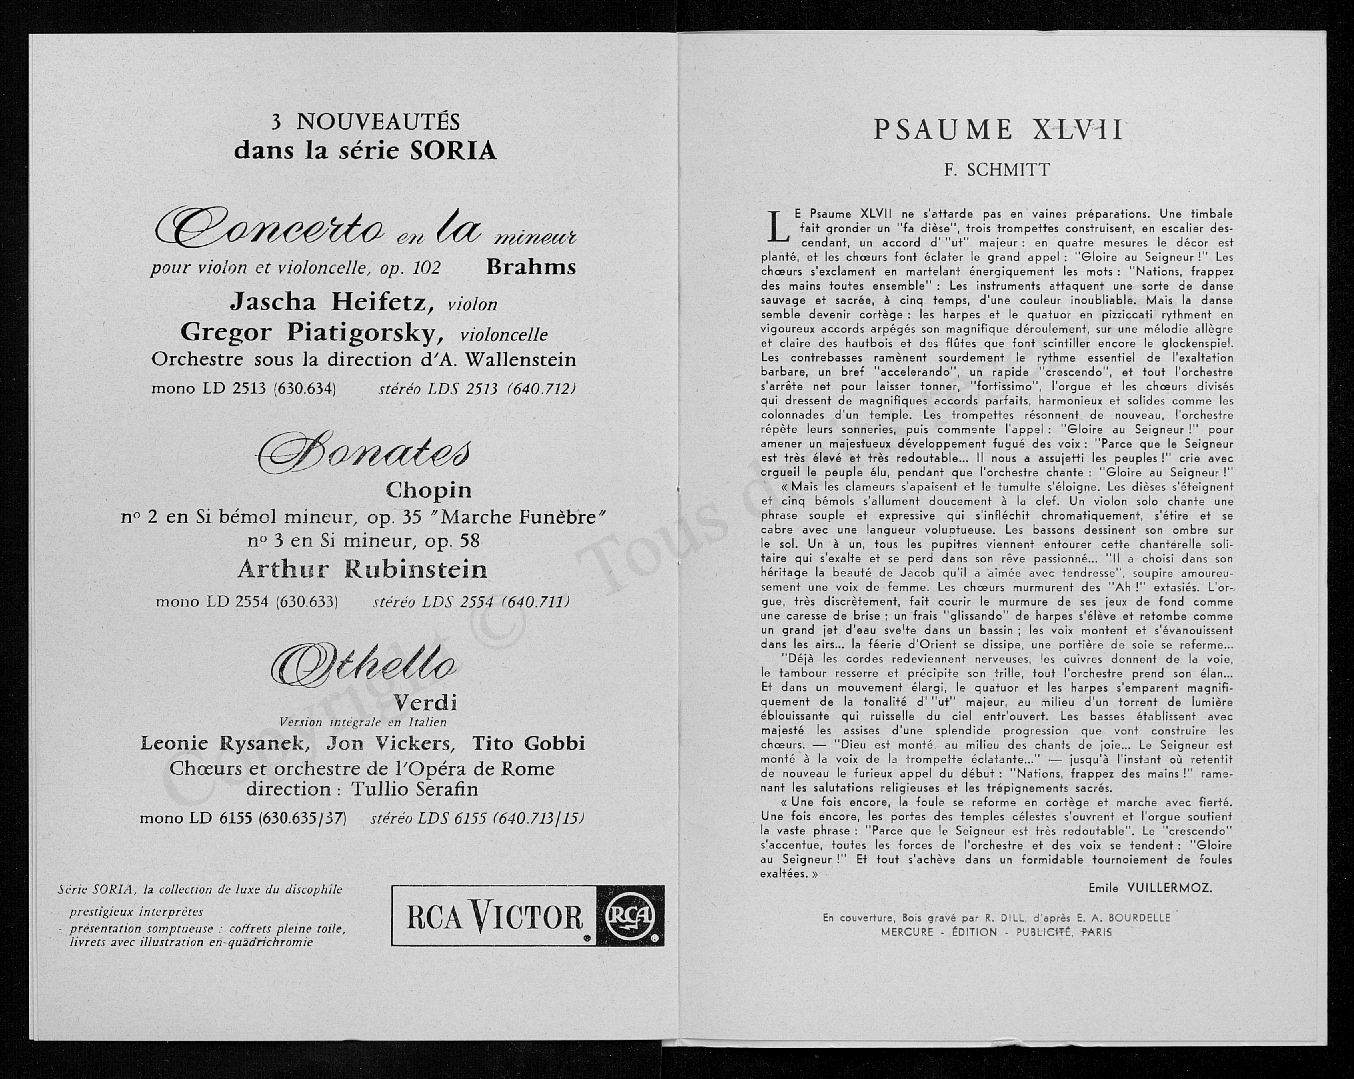 3 NOUVEAUTÉS
dans la série SORIA
Concerto en la mineur
pour violon et violoncelle, op. 102 Brahms
Jascha Heifetz, violon
Gregor Piatigorsky, violoncelle
Orchestre sous la direction d'A. Wallenstein
mono LD 2513 (630.634) stéréo LDS 2513 (640.712)
Sonates
Chopin
nº 2 en Si bémol mineur, op. 35 "Marche Funèbre"
nº 3 en Si mineur, op. 58
Arthur Rubinstein
mono LD 2554 (630.633) stéréo LDS 2554 (640.711)
Othello
Verdi
Version intégrale en Italien
Leonie Rysanek, Jon Vickers, Tito Gobbi
Chœurs et orchestre de l'Opéra de Rome
direction : Tullio Serafin
mono LD 6155 (630.635/37) stéréo LDS 6155 (640.713/15)
Série SORIA, la collection de luxe du discophile
prestigieux interprètes
- présentation somptueuse : coffrets pleine toile,
livrets avec illustration en quadrichromie
RCA VICTOR RCA
PSAUME XLVII
F. SCHMITT
LE Psaume XLVII ne s'attarde pas en vaines préparations. Une timbale
fait gronder un "fa dièse", trois trompettes construisent, en escalier des-
cendant, un accord d' "ut" majeur : en quatre mesures le décor est
planté, et les chœurs font éclater le grand appel : "Gloire au Seigneur !" Les
chœurs s'exclament en martelant énergiquement les mots : "Nations, frappez
des mains toutes ensemble" : Les instruments attaquent une sorte de danse
sauvage et sacrée, à cinq temps, d'une couleur inoubliable. Mais la danse
semble devenir cortège : les harpes et le quatuor en pizziccati rythment en
vigoureux accords arpégés son magnifique déroulement, sur une mélodie allègre
et claire des hautbois et des flûtes que font scintiller encore le glockenspiel.
Les contrebasses ramènent sourdement le rythme essentiel de l'exaltation
barbare, un bref "accelerando", un rapide "crescendo", et tout l'orchestre
s'arrête net pour laisser tonner, "fortissimo", l'orgue et les chœurs divisés
qui dressent de magnifiques accords parfaits, harmonieux et solides comme les
colonnades d'un temple. Les trompettes résonnent de nouveau, l'orchestre
répète leurs sonneries, puis commente l'appel : "Gloire au Seigneur !" pour
amener un majestueux développement fugué des voix : "Parce que le Seigneur
est très élevé et très redoutable... Il nous a assujetti les peuples !" crie avec
orgueil le peuple élu, pendant que l'orchestre chante : "Gloire au Seigneur !"
« Mais les clameurs s'apaisent et le tumulte s'éloigne. Les dièses s'éteignent
et cinq bémols s'allument doucement à la clef. Un violon solo chante une
phrase souple et expressive qui s'infléchit chromatiquement, s'étire et se
cabre avec une langueur voluptueuse. Les bassons dessinent son ombre sur
le sol. Un à un, tous les pupitres viennent entourer cette chanterelle soli-
taire qui s'exalte et se perd dans son rêve passionné... "Il a choisi dans son
héritage la beauté de Jacob qu'il a aimée avec tendresse", soupire amoureu-
sement une voix de femme. Les chœurs murmurent des "Ah !" extasiés. L'or-
gue, très discrètement, fait courir le murmure de ses jeux de fond comme
une caresse de brise ; un frais "glissando" de harpes s'élève et retombe comme
un grand jet d'eau svelte dans un bassin ; les voix montent et s'évanouissent
dans les airs... la féerie d'Orient se dissipe, une portière de soie se referme...
"Déjà les cordes redeviennent nerveuses, les cuivres donnent de la voie,
le tambour resserre et précipite son trille, tout l'orchestre prend son élan...
Et dans un mouvement élargi, le quatuor et les harpes s'emparent magnifi-
quement de la tonalité d' "ut" majeur, au milieu d'un torrent de lumière
éblouissante qui ruisselle du ciel entr'ouvert. Les basses établissent avec
majesté les assises d'une splendide progression que vont construire les
chœurs. — "Dieu est monté au milieu des chants de joie... Le Seigneur est
monté à la voix de la trompette éclatante..." — jusqu'à l'instant où retentit
de nouveau le furieux appel du début : "Nations, frappez des mains !" rame-
nant les salutations religieuses et les trépignements sacrés.
« Une fois encore, la foule se reforme en cortège et marche avec fierté.
Une fois encore, les portes des temples célestes s'ouvrent et l'orgue soutient
la vaste phrase : "Parce que le Seigneur est très redoutable". Le "crescendo"
s'accentue, toutes les forces de l'orchestre et des voix se tendent : "Gloire
au Seigneur !" Et tout s'achève dans un formidable tournoiement de foules
exaltées. »
Emile VUILLERMOZ.
En couverture, Bois gravé par R. DILL, d'après E. A. BOURDELLE
MERCURE - ÉDITION - PUBLICITÉ, PARIS
Copyright © Tous d